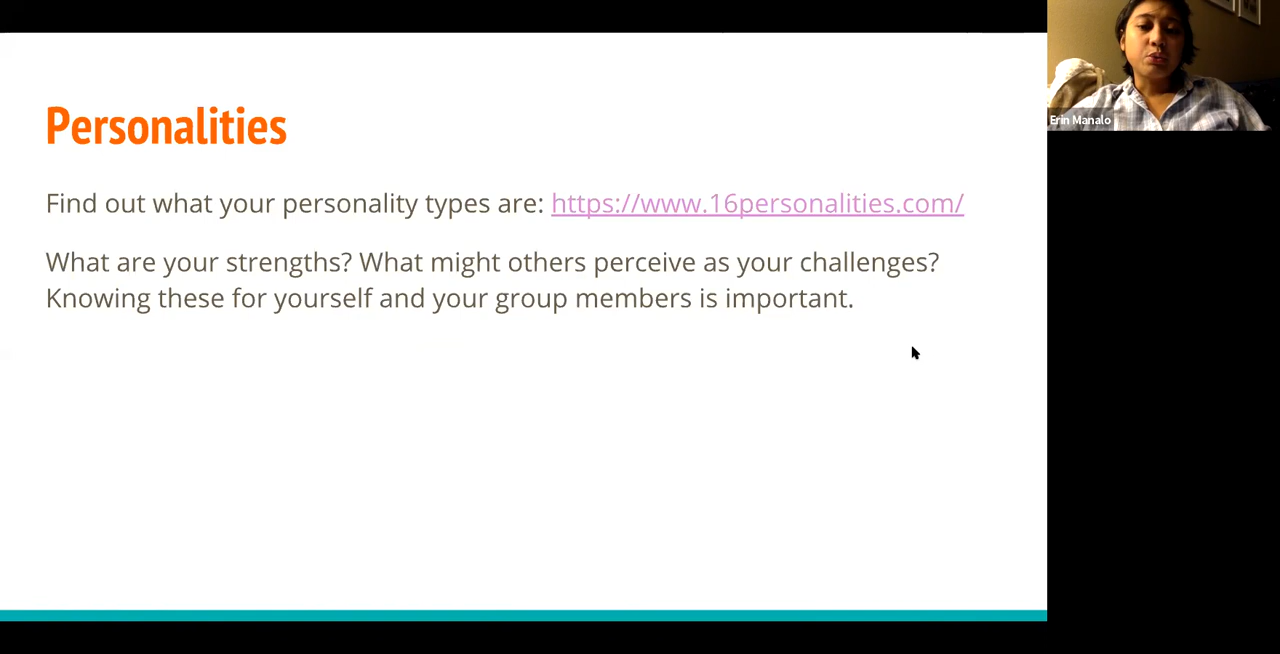 Personalities
Find out what your personality types are: https://www.16personalities.com/
What are your strengths? What might others perceive as your challenges?
Knowing these for yourself and your group members is important.
Erin Manalo